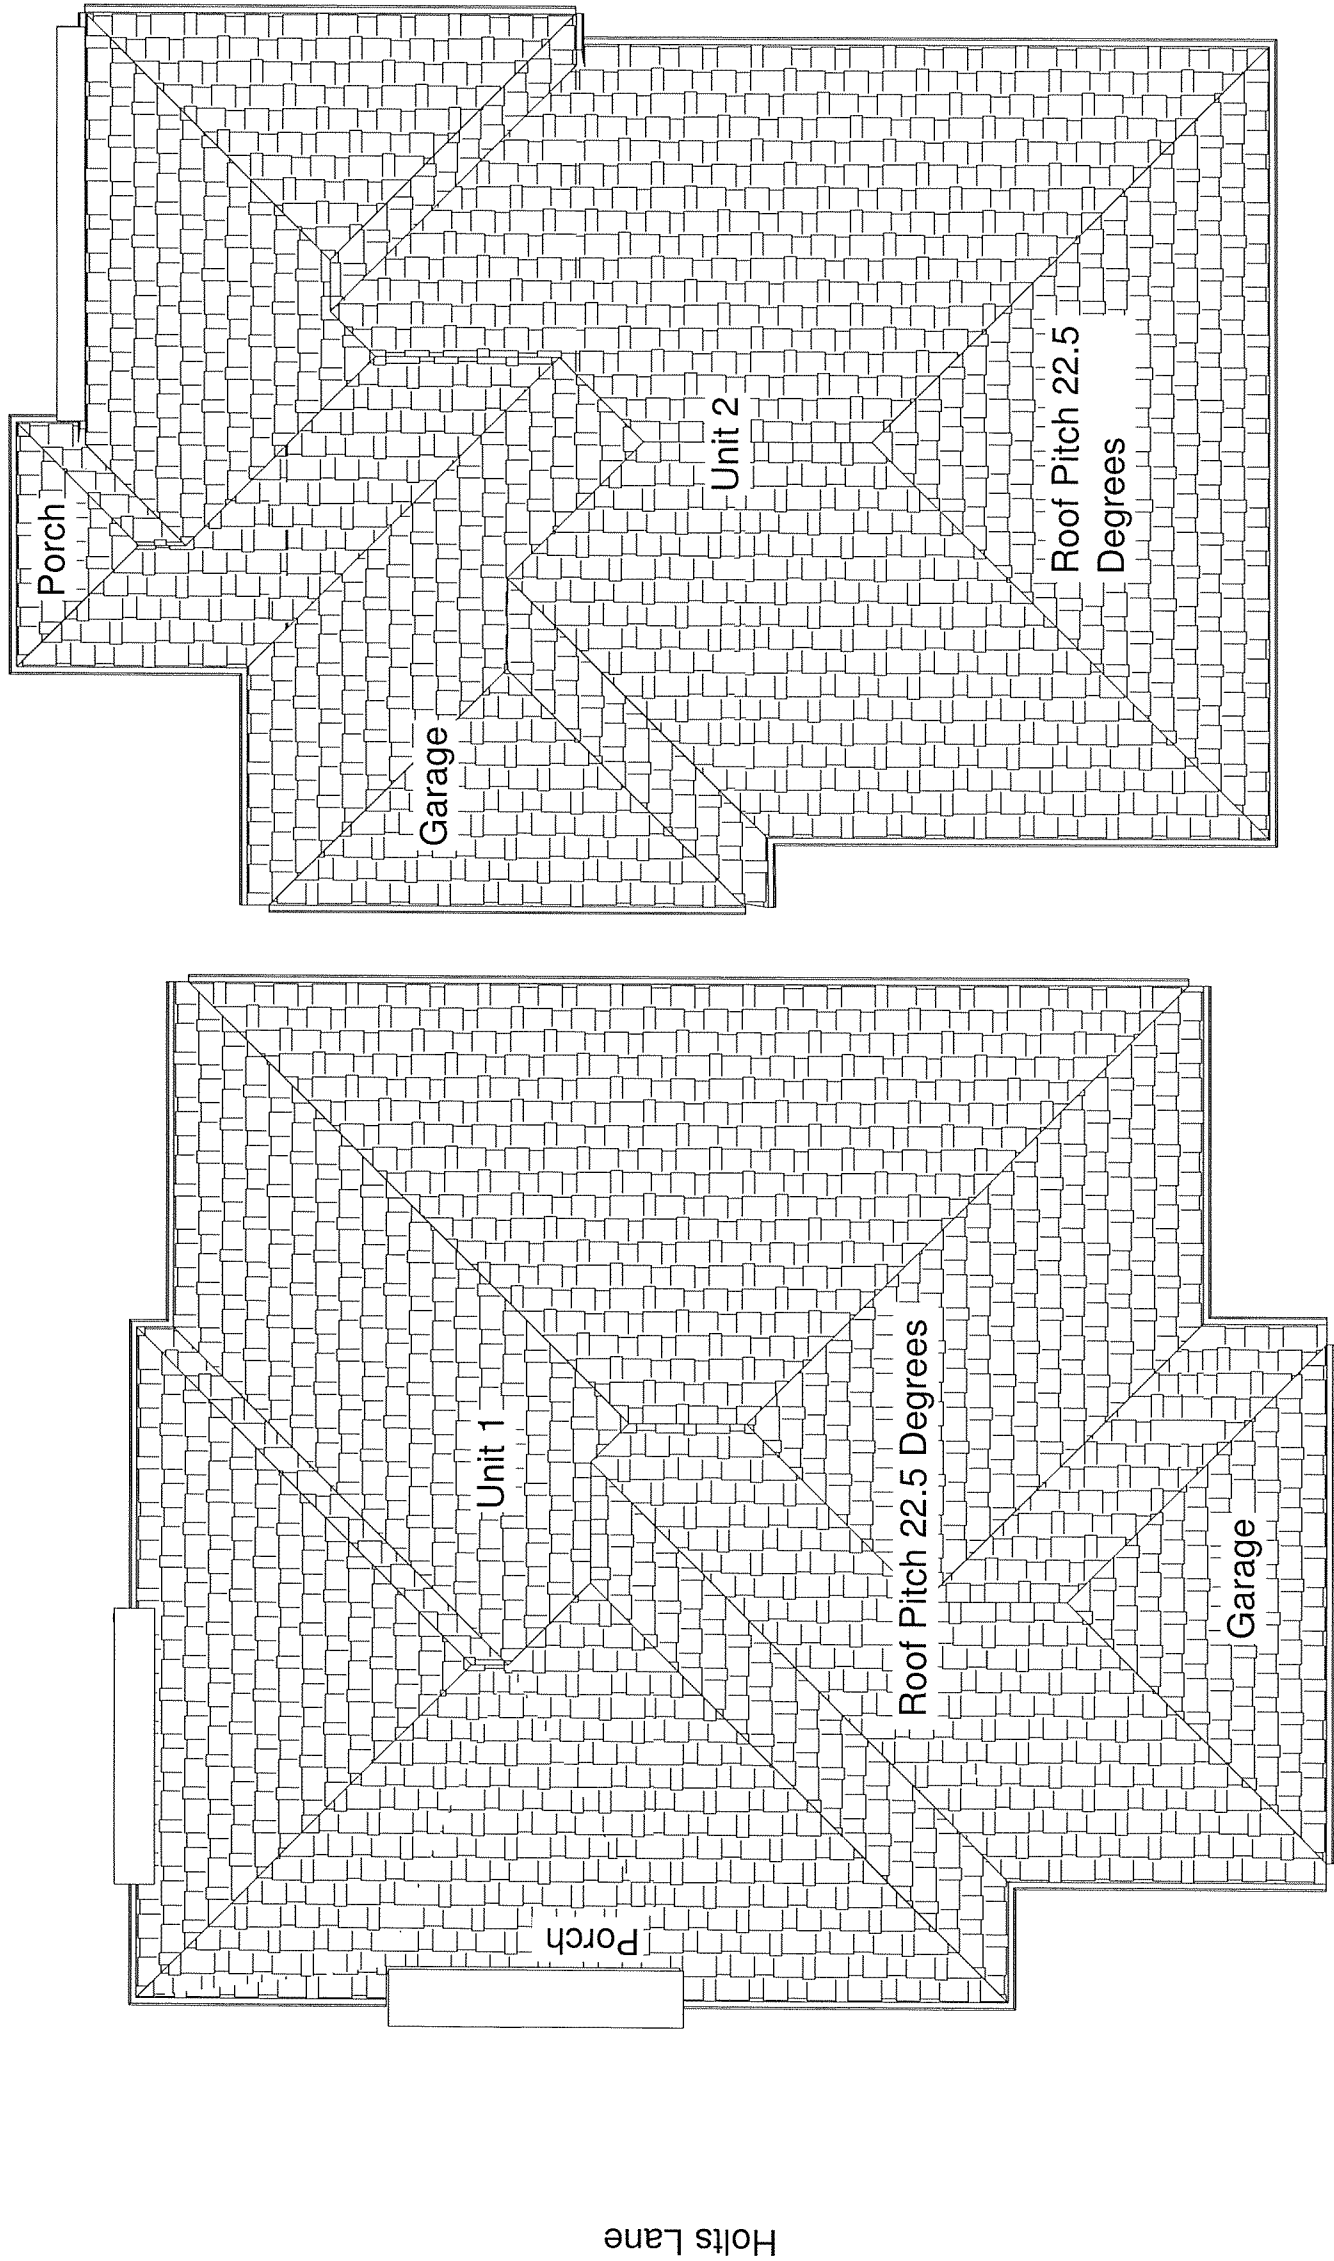 Porch
Garage
Unit 2
Roof Pitch 22.5
Degrees
Unit 1
Roof Pitch 22.5 Degrees
Garage
Porch
Holts Lane